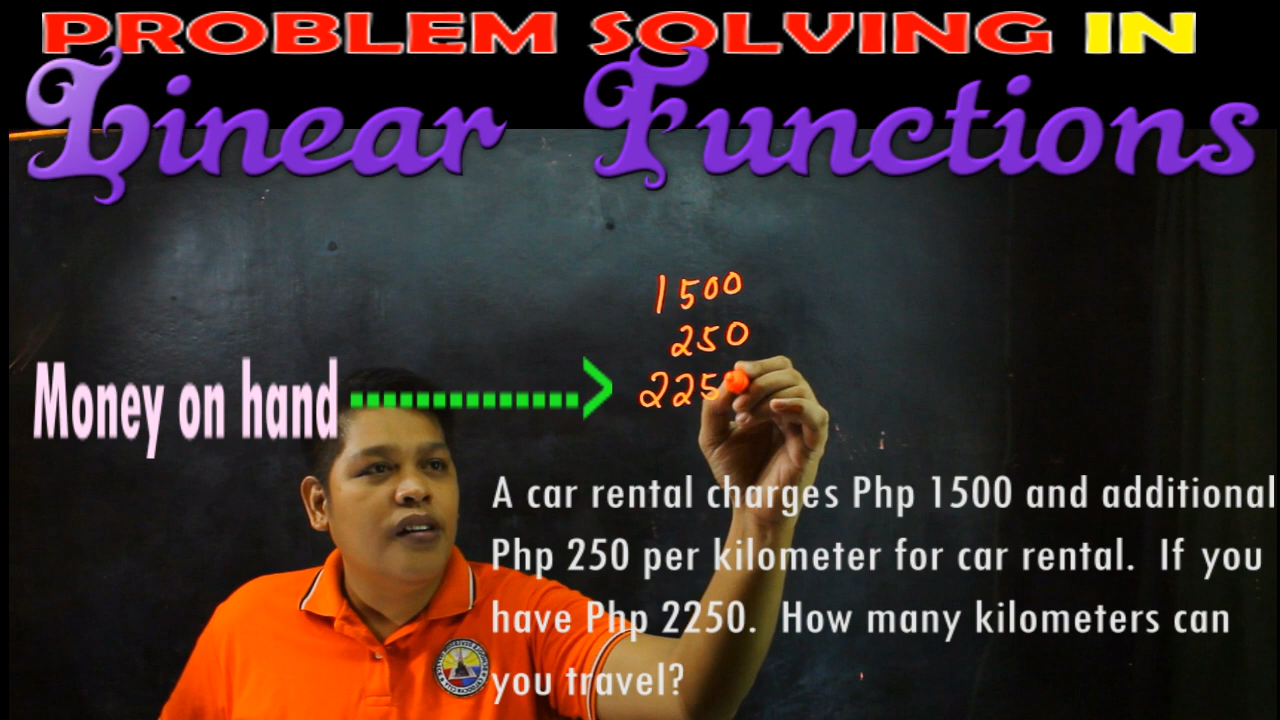 PROBLEM SOLVING IN
Linear Functions
1500
250
Money on hand
225
A car rental charges Php 1500 and additional
Php 250 per kilometer for car rental. If you
have Php 2250. How many kilometers can
you travel?